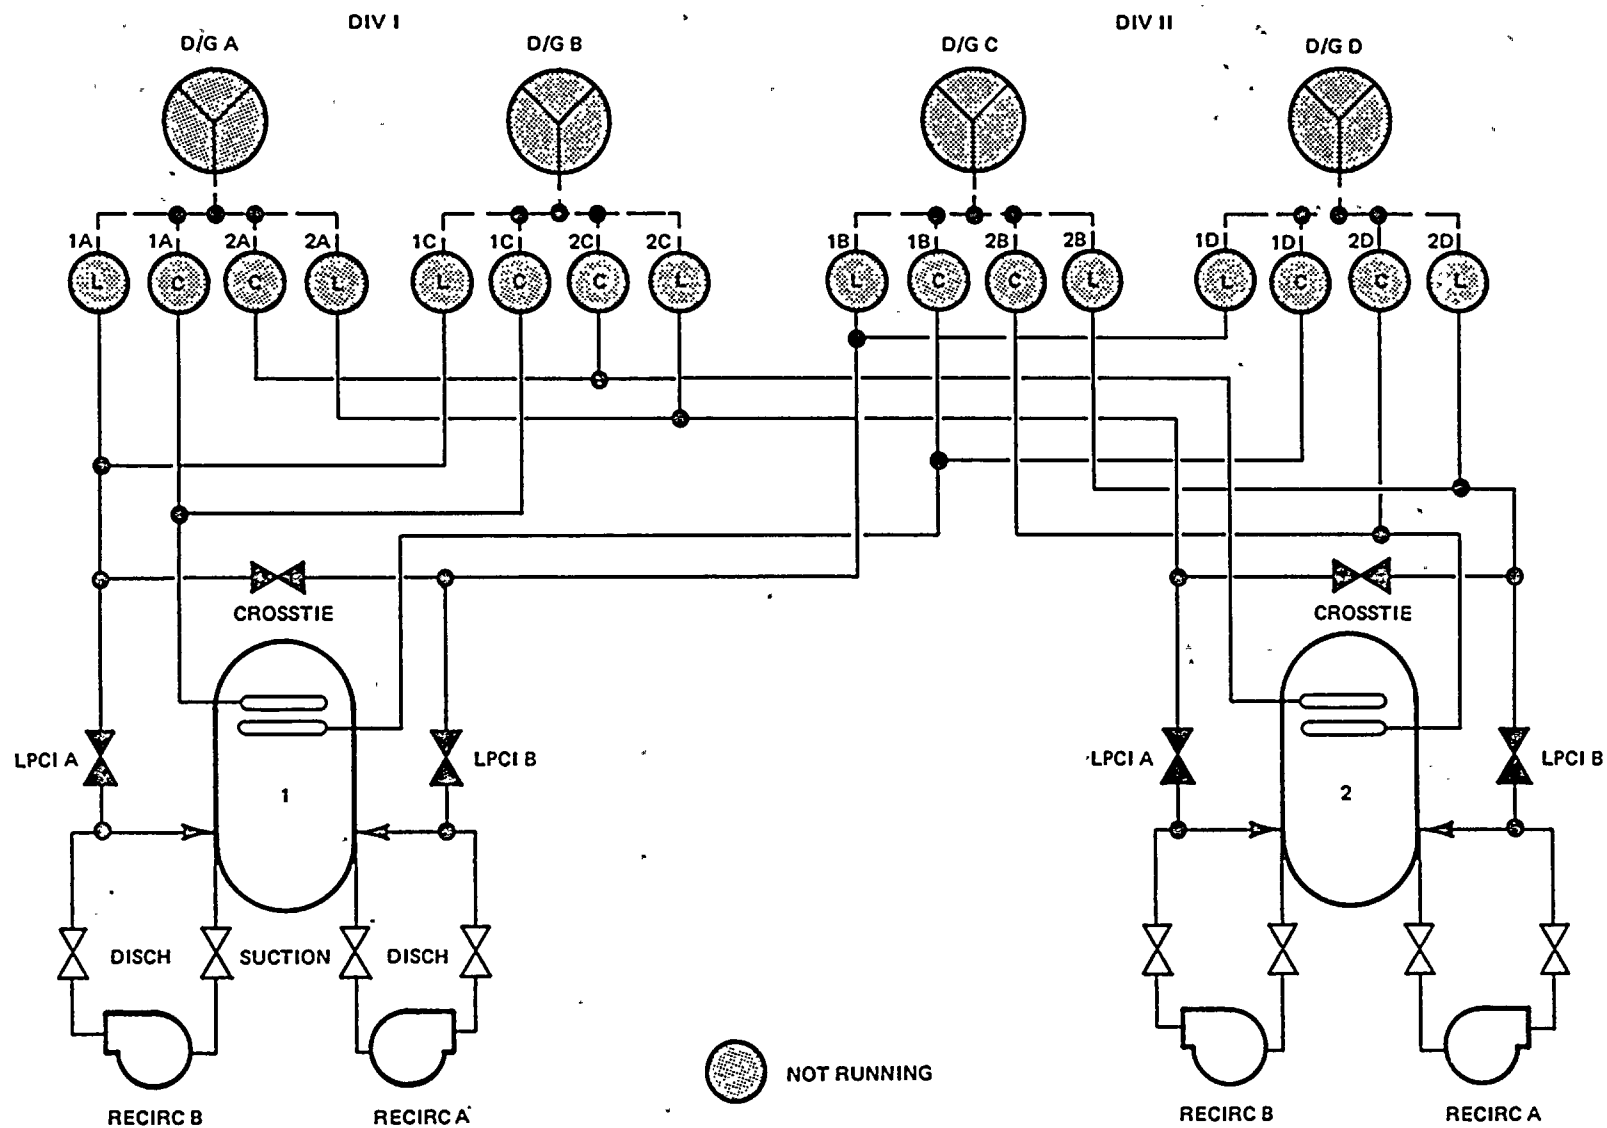 DIV I
DIV II
D/G A
D/G B
D/G C
D/G D
1A 1A 2A 2A
1C 1C 2C 2C
1B 1B 2B 2B
1D 1D 2D 2D
L C C L
L C C L
L C C L
L C C L
CROSSTIE
CROSSTIE
LPCI A
LPCI B
LPCI A
LPCI B
1
2
DISCH
SUCTION
DISCH
NOT RUNNING
RECIRC B
RECIRC A
RECIRC B
RECIRC A